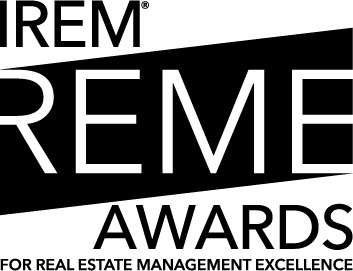 IREM®
REME
AWARDS
FOR REAL ESTATE MANAGEMENT EXCELLENCE